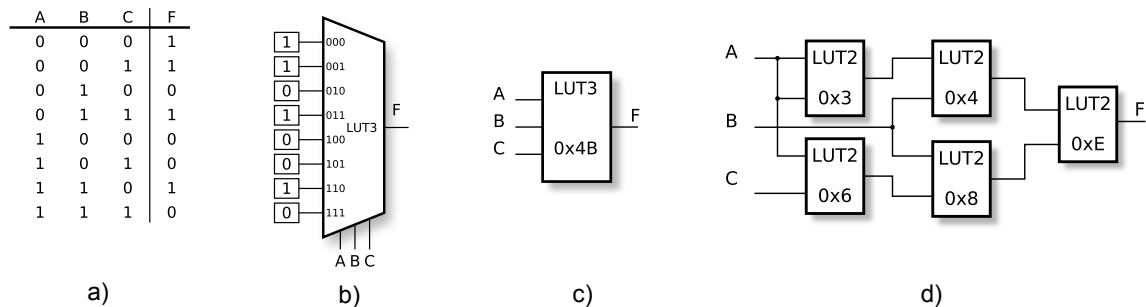 A B C F
0 0 0 1
0 0 1 1
0 1 0 0
0 1 1 1
1 0 0 0
1 0 1 0
1 1 0 1
1 1 1 0
a)
1 000
1 001
0 010
1 011
0 100
0 101
1 110
0 111
LUT3
F
A B C
b)
LUT3
A
B
C
0x4B
F
c)
A
B
C
LUT2
0x3
LUT2
0x6
LUT2
0x4
LUT2
0x8
LUT2
0xE
F
d)